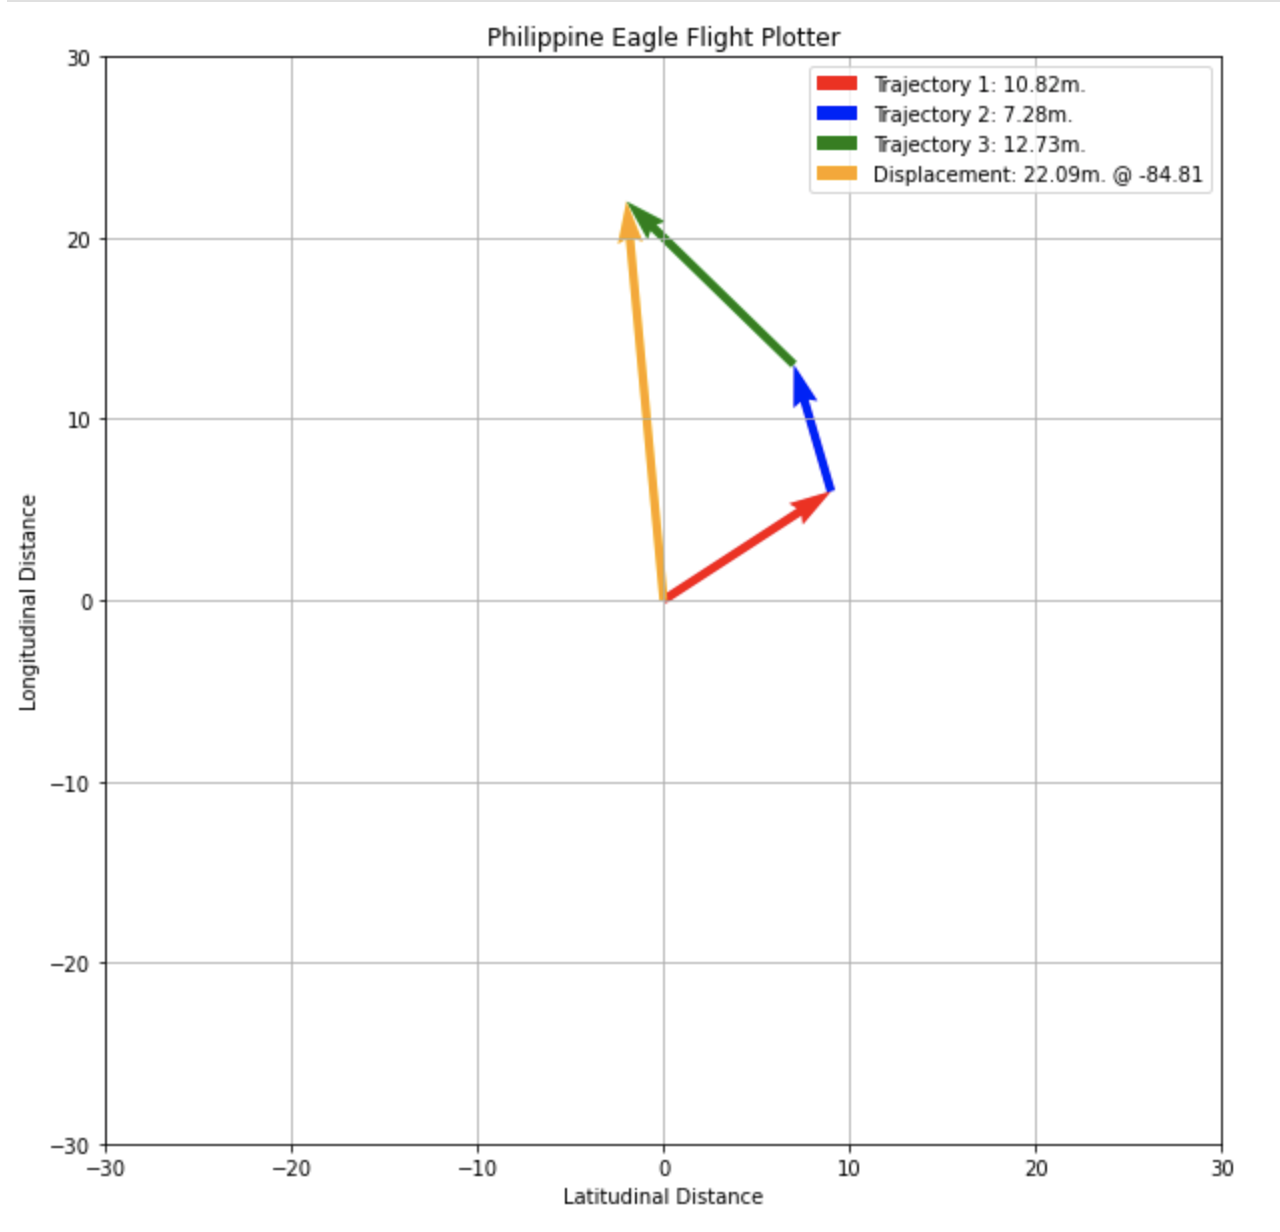 Philippine Eagle Flight Plotter
Trajectory 1: 10.82m.
Trajectory 2: 7.28m.
Trajectory 3: 12.73m.
Displacement: 22.09m. @ -84.81
30
20
10
0
−10
−20
−30
Longitudinal Distance
−30 −20 −10 0 10 20 30
Latitudinal Distance